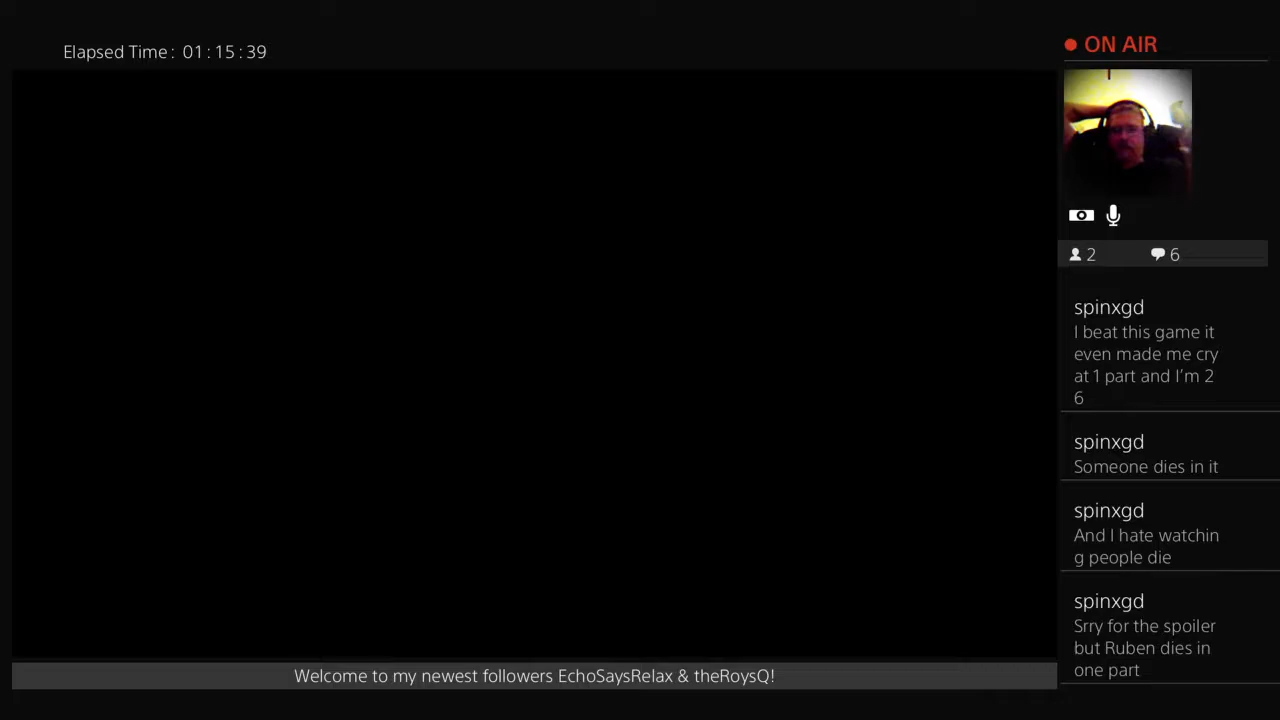 Elapsed Time: 01:15:39
ON AIR
2
6
spinxgd
I beat this game it
even made me cry
at 1 part and I'm 2
6
spinxgd
Someone dies in it
spinxgd
And I hate watchin
g people die
spinxgd
Srry for the spoiler
but Ruben dies in
one part
Welcome to my newest followers EchoSaysRelax & theRoysQ!